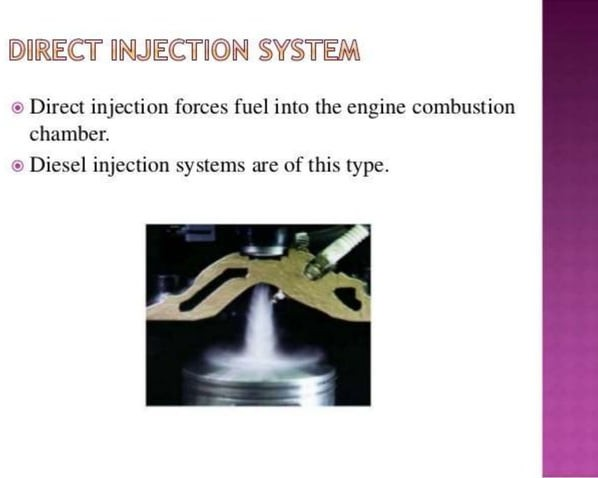 DIRECT INJECTION SYSTEM
Direct injection forces fuel into the engine combustion
chamber.
Diesel injection systems are of this type.